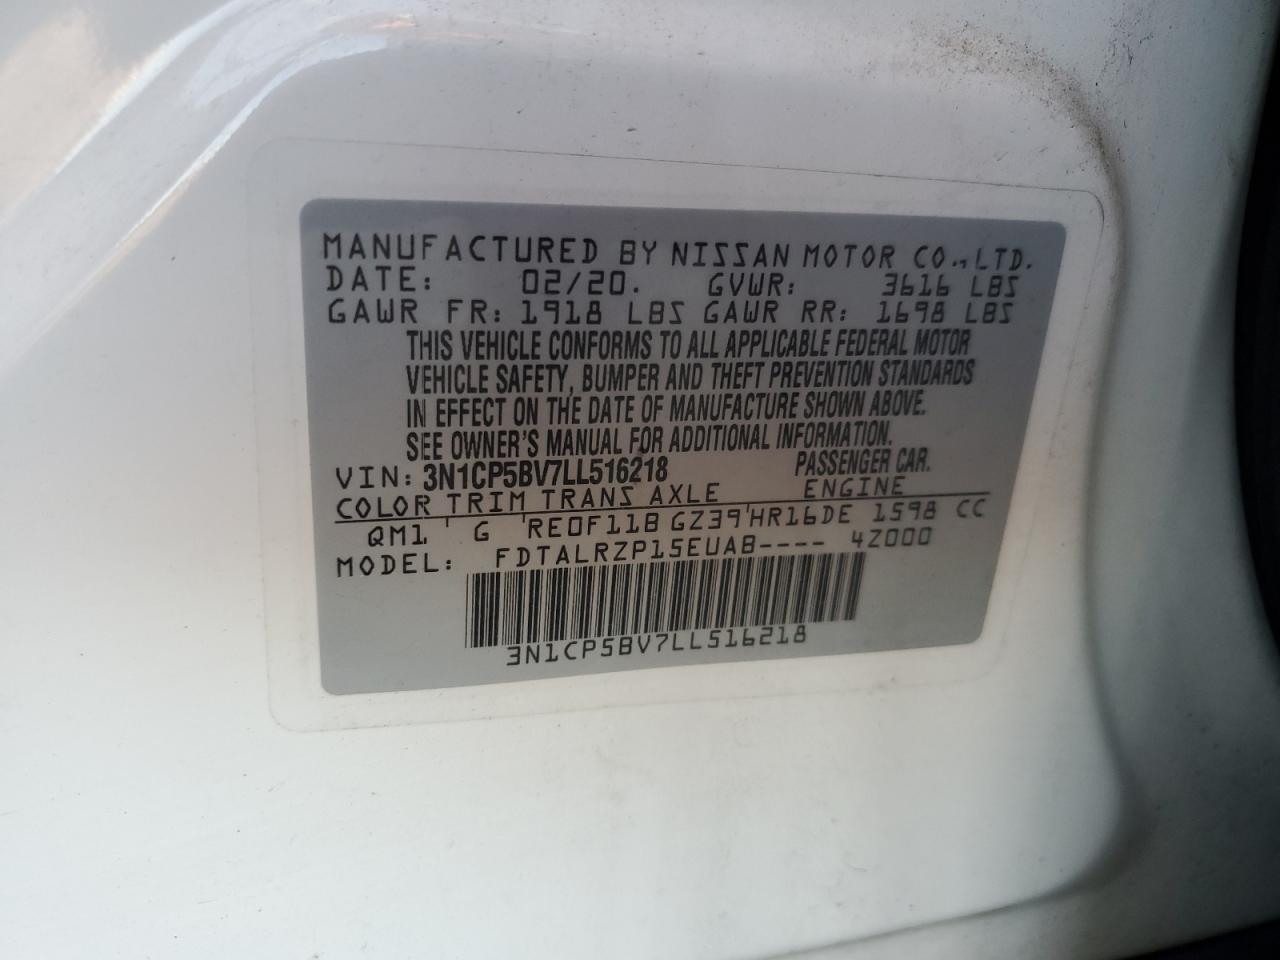 MANUFACTURED BY NISSAN MOTOR CO.,LTD.
DATE: 02/20. GVWR: 3616 LBS
GAWR FR: 1918 LBS GAWR RR: 1698 LBS
THIS VEHICLE CONFORMS TO ALL APPLICABLE FEDERAL MOTOR
VEHICLE SAFETY, BUMPER AND THEFT PREVENTION STANDARDS
IN EFFECT ON THE DATE OF MANUFACTURE SHOWN ABOVE.
SEE OWNER'S MANUAL FOR ADDITIONAL INFORMATION.
VIN: 3N1CP5BV7LL516218 PASSENGER CAR.
COLOR TRIM TRANS AXLE ENGINE
QM1 ' G 'RE0F11B GZ39'HR16DE 1598 CC
MODEL: FDTALRZP15EUAB---- 4Z000
3N1CP5BV7LL516218